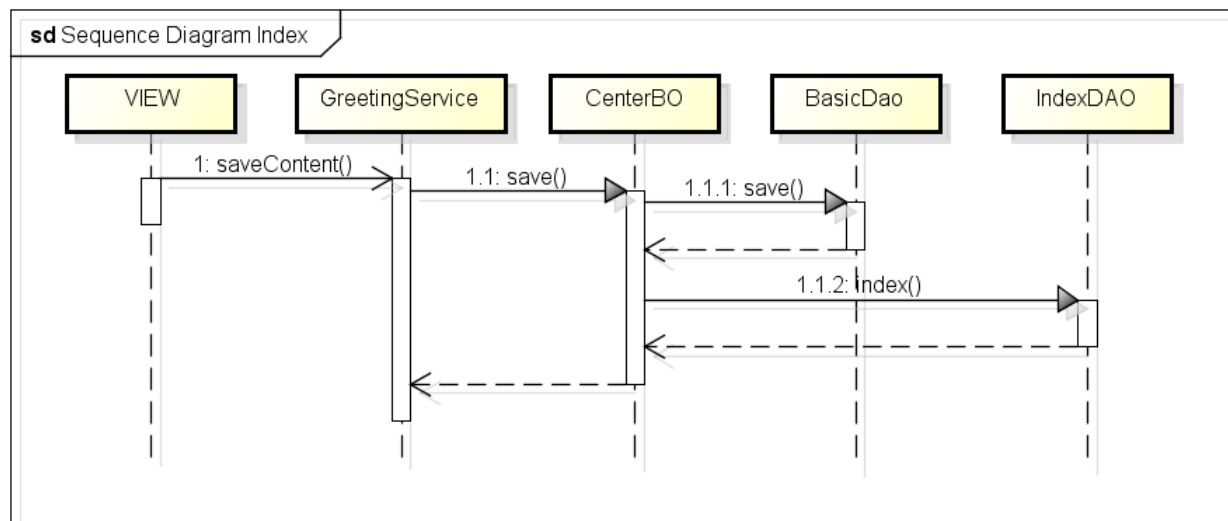 sd Sequence Diagram Index
VIEW
GreetingService
CenterBO
BasicDao
IndexDAO
1: saveContent()
1.1: save()
1.1.1: save()
1.1.2: index()